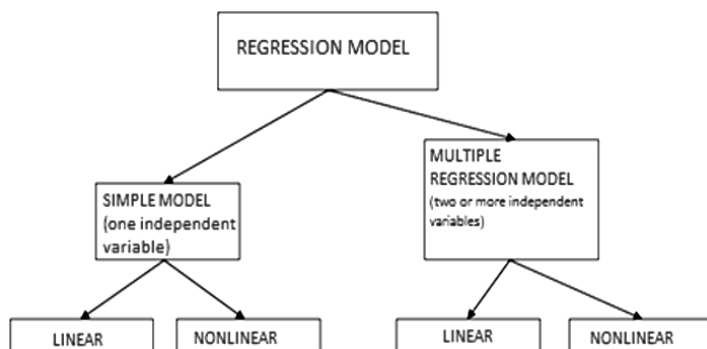 REGRESSION MODEL
SIMPLE MODEL
(one independent
variable)
MULTIPLE
REGRESSION MODEL
(two or more independent
variables)
LINEAR
NONLINEAR
LINEAR
NONLINEAR